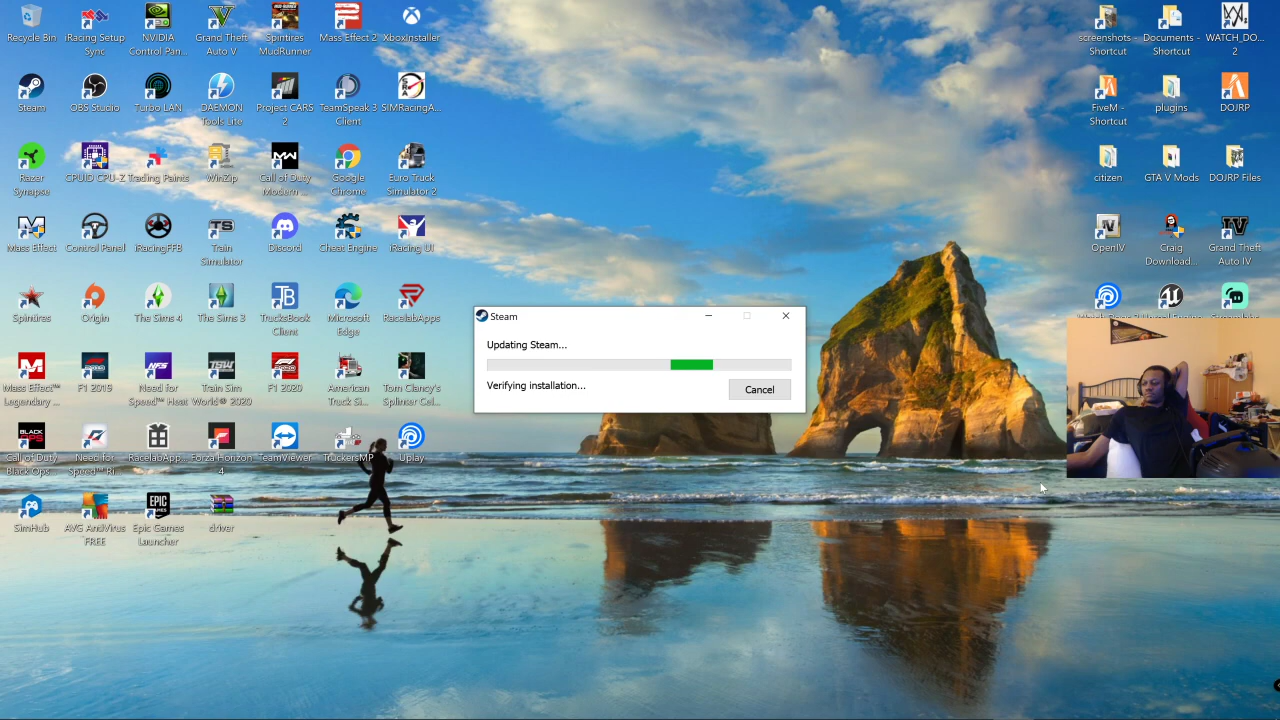 Recycle Bin
iRacing Setup
Sync
NVIDIA
Control Pan...
Grand Theft
Auto V
Spintires
MudRunner
Mass Effect 2
XboxInstaller
screenshots -
Shortcut
Documents -
Shortcut
WATCH_DO...
2
Steam
OBS Studio
Turbo LAN
DAEMON
Tools Lite
Project CARS
2
TeamSpeak 3
Client
SIMRacingA...
FiveM -
Shortcut
plugins
DOJRP
Razer
Synapse
CPUID CPU-Z
Trading Paints
WinZip
Call of Duty
Modern ...
Google
Chrome
Euro Truck
Simulator 2
citizen
GTA V Mods
DOJRP Files
Mass Effect
Control Panel
iRacingFFB
Train
Simulator
Discord
Cheat Engine
iRacing UI
OpenIV
Craig
Download...
Grand Theft
Auto IV
Spintires
Origin
The Sims 4
The Sims 3
TrucksBook
Client
Microsoft
Edge
RacelabApps
Steam
Updating Steam...
Verifying installation...
Cancel
Mass Effect™
Legendary ...
F1 2019
Need for
Speed™ Heat
Train Sim
World® 2020
F1 2020
American
Truck Si...
Tom Clancy's
Splinter Cel...
BLACK
OPS
Call of Duty
Black Ops...
Need for
Speed™ Ri...
RacelabApp...
Forza Horizon
4
TeamViewer
TruckersMP
Uplay
SimHub
AVG AntiVirus
FREE
EPIC
GAMES
Epic Games
Launcher
driver